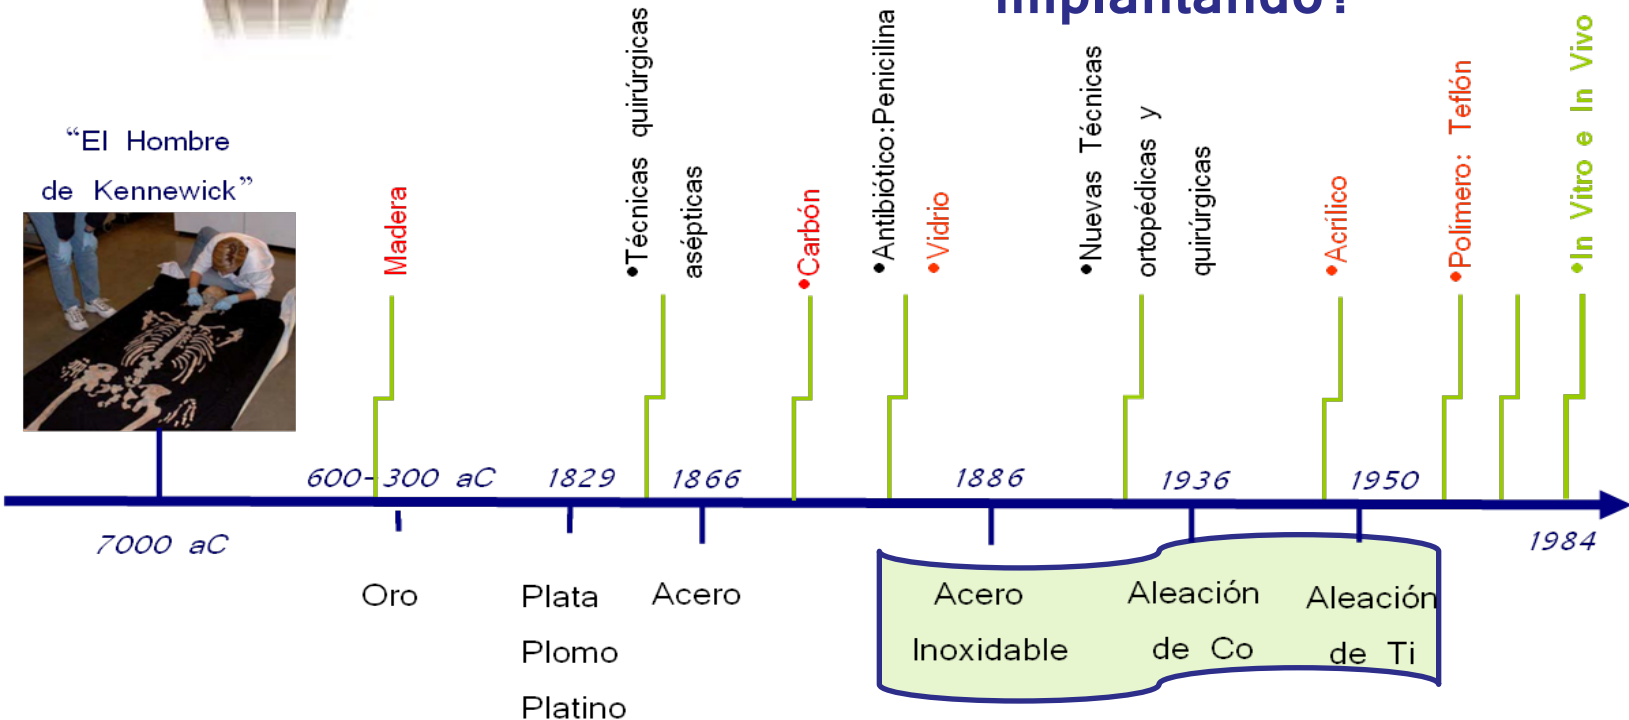 implantando?
“El Hombre
de Kennewick”
Madera
•Técnicas quirúrgicas
asépticas
•Carbón
•Antibiótico:Penicilina
•Vidrio
•Nuevas Técnicas
ortopédicas y
quirúrgicas
•Acrílico
•Polímero: Teflón
•In Vitro e In Vivo
600-300 aC
1829
1866
1886
1936
1950
7000 aC
1984
Oro
Plata
Plomo
Platino
Acero
Acero
Inoxidable
Aleación
de Co
Aleación
de Ti